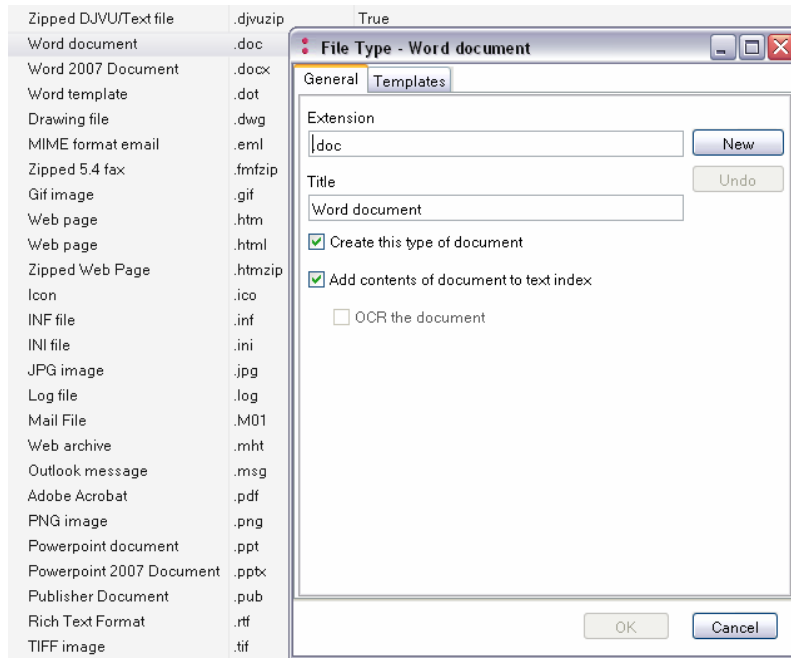 Zipped DJVU/Text file .djvuzip True
Word document .doc
Word 2007 Document .docx
Word template .dot
Drawing file .dwg
MIME format email .eml
Zipped 5.4 fax .fmfzip
Gif image .gif
Web page .htm
Web page .html
Zipped Web Page .htmzip
Icon .ico
INF file .inf
INI file .ini
JPG image .jpg
Log file .log
Mail File .M01
Web archive .mht
Outlook message .msg
Adobe Acrobat .pdf
PNG image .png
Powerpoint document .ppt
Powerpoint 2007 Document .pptx
Publisher Document .pub
Rich Text Format .rtf
TIFF image .tif
File Type - Word document
General Templates
Extension
.doc New
Undo
Title
Word document
Create this type of document
Add contents of document to text index
OCR the document
OK Cancel